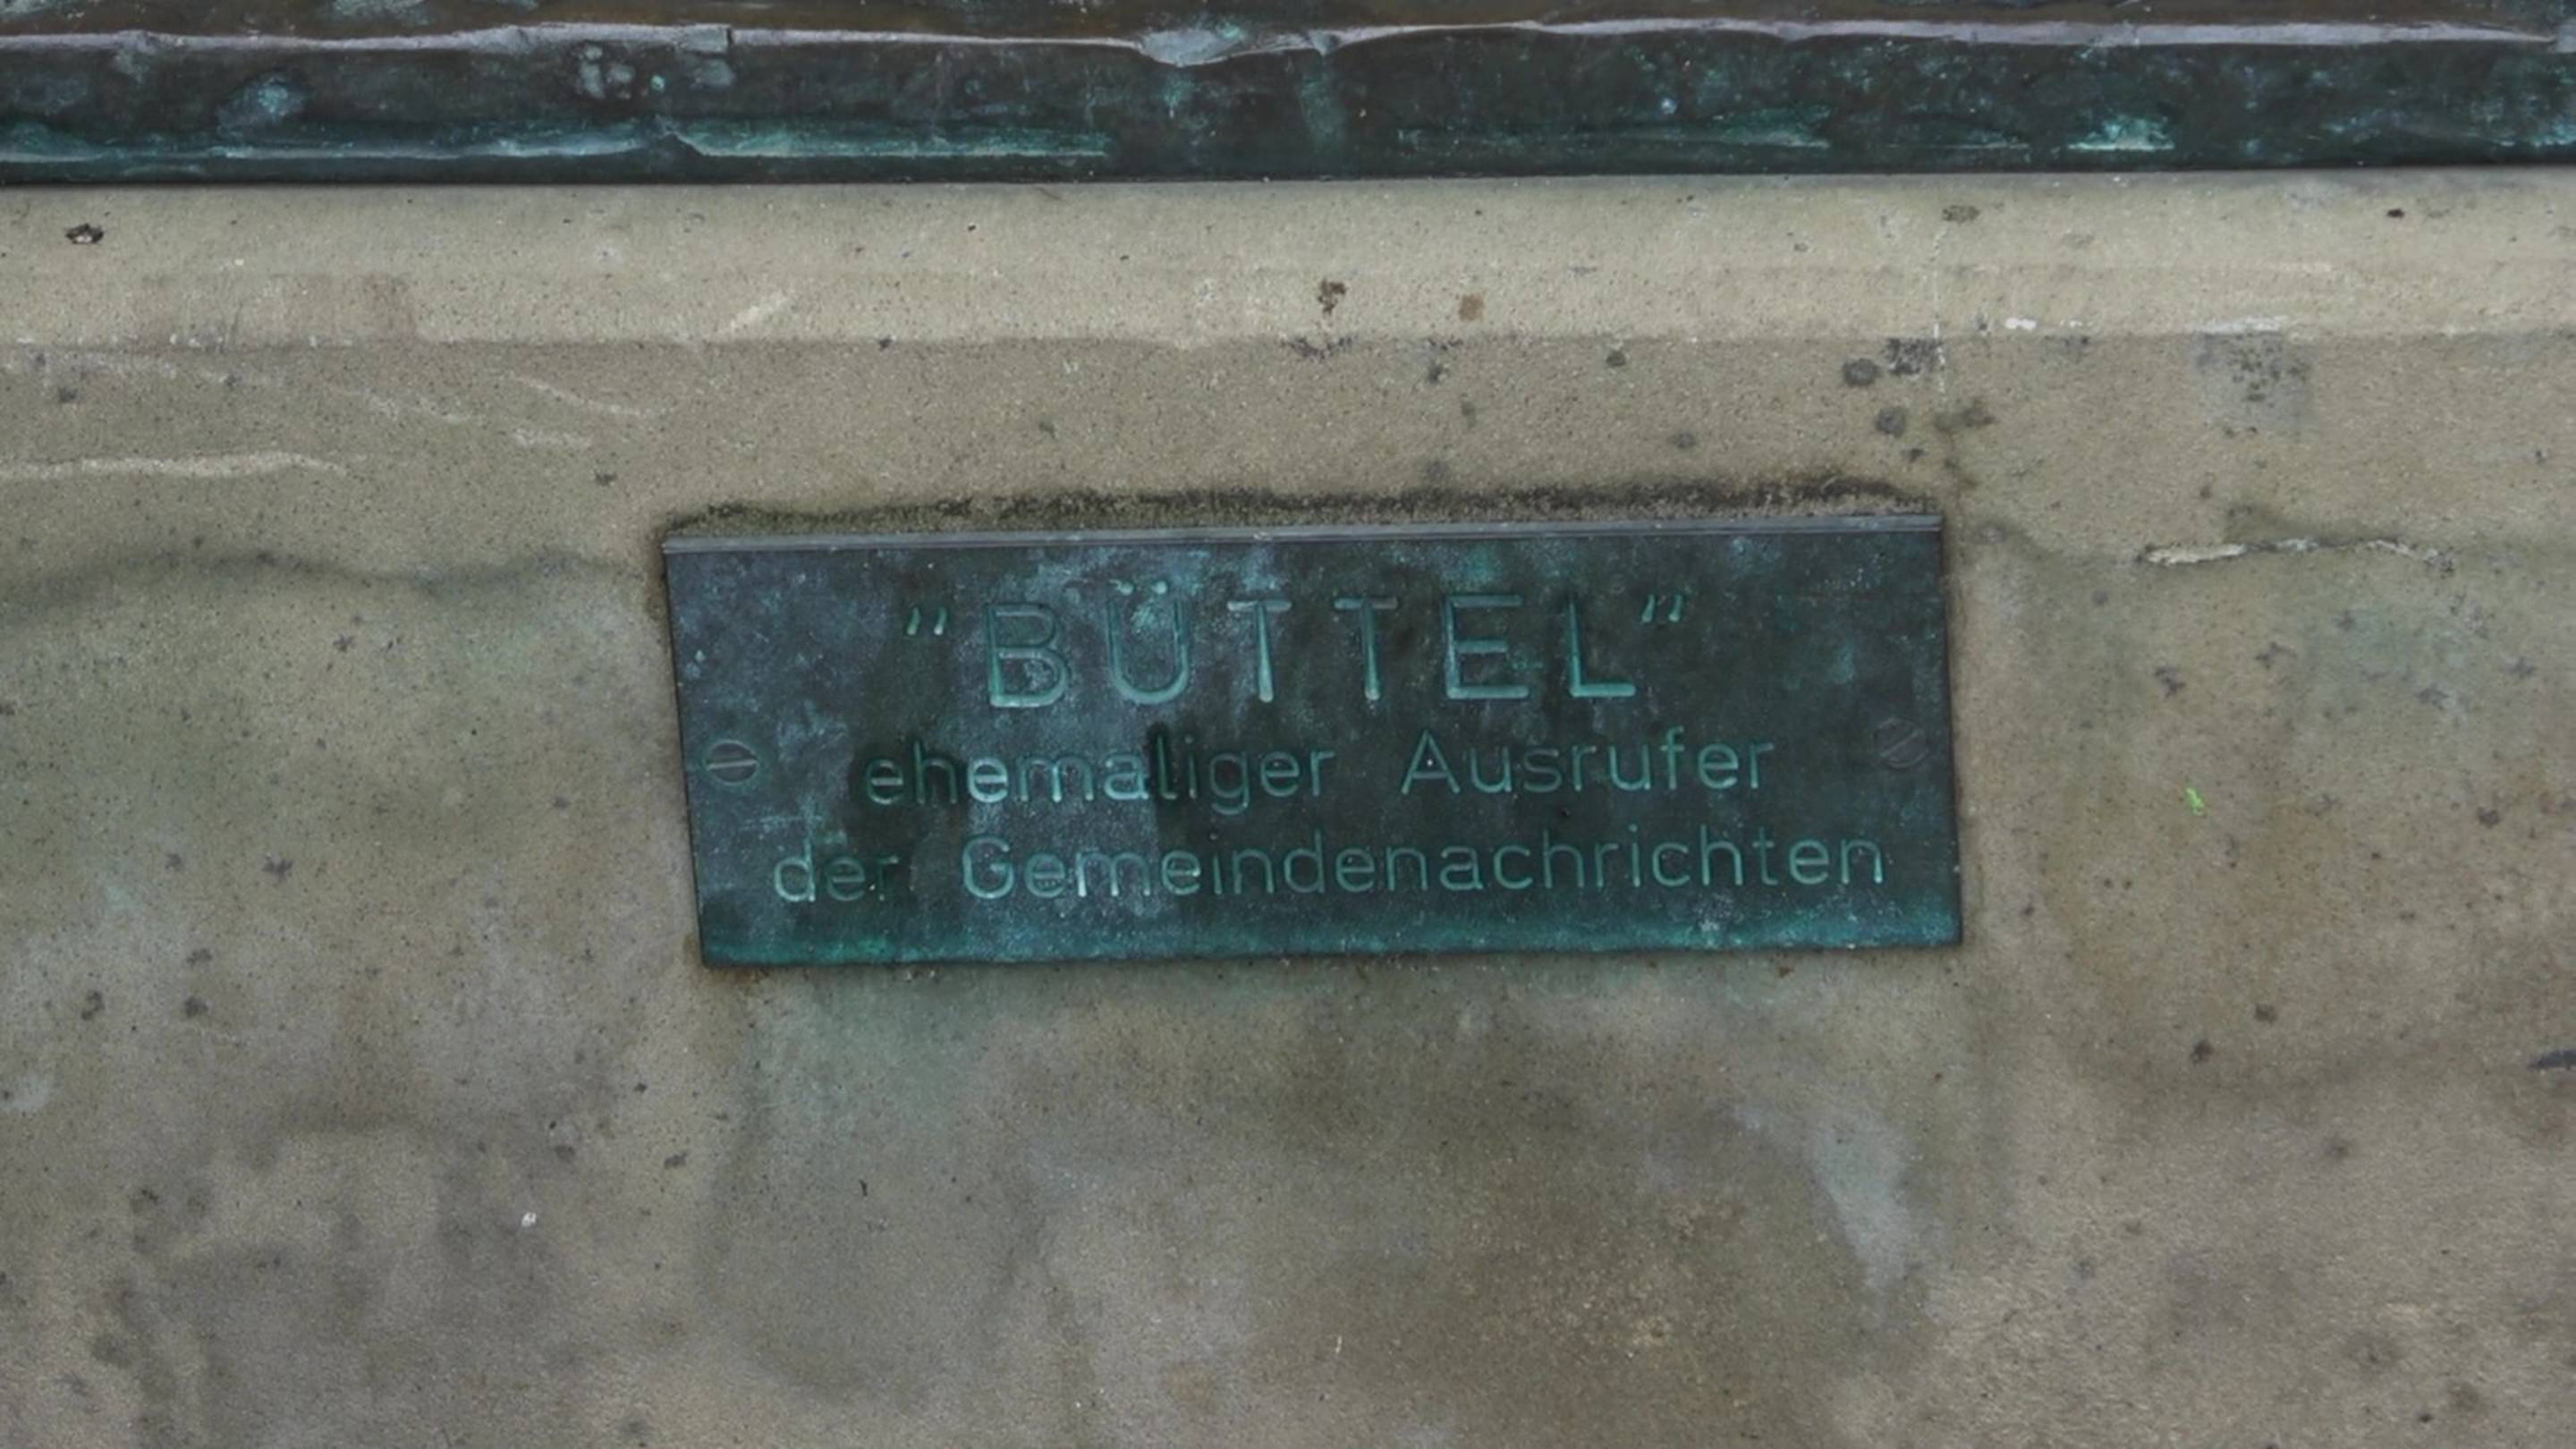 "BÜTTEL"
ehemaliger Ausrufer
der Gemeindenachrichten